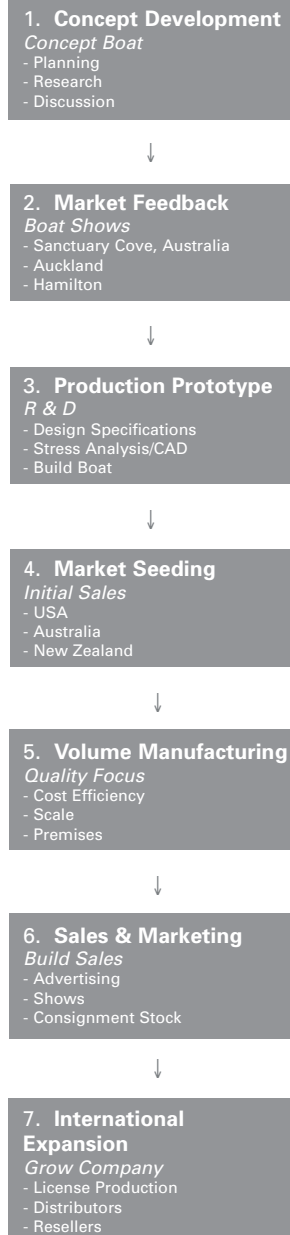 1. Concept Development
Concept Boat
- Planning
- Research
- Discussion
↓
2. Market Feedback
Boat Shows
- Sanctuary Cove, Australia
- Auckland
- Hamilton
↓
3. Production Prototype
R & D
- Design Specifications
- Stress Analysis/CAD
- Build Boat
↓
4. Market Seeding
Initial Sales
- USA
- Australia
- New Zealand
↓
5. Volume Manufacturing
Quality Focus
- Cost Efficiency
- Scale
- Premises
↓
6. Sales & Marketing
Build Sales
- Advertising
- Shows
- Consignment Stock
↓
7. International
Expansion
Grow Company
- License Production
- Distributors
- Resellers